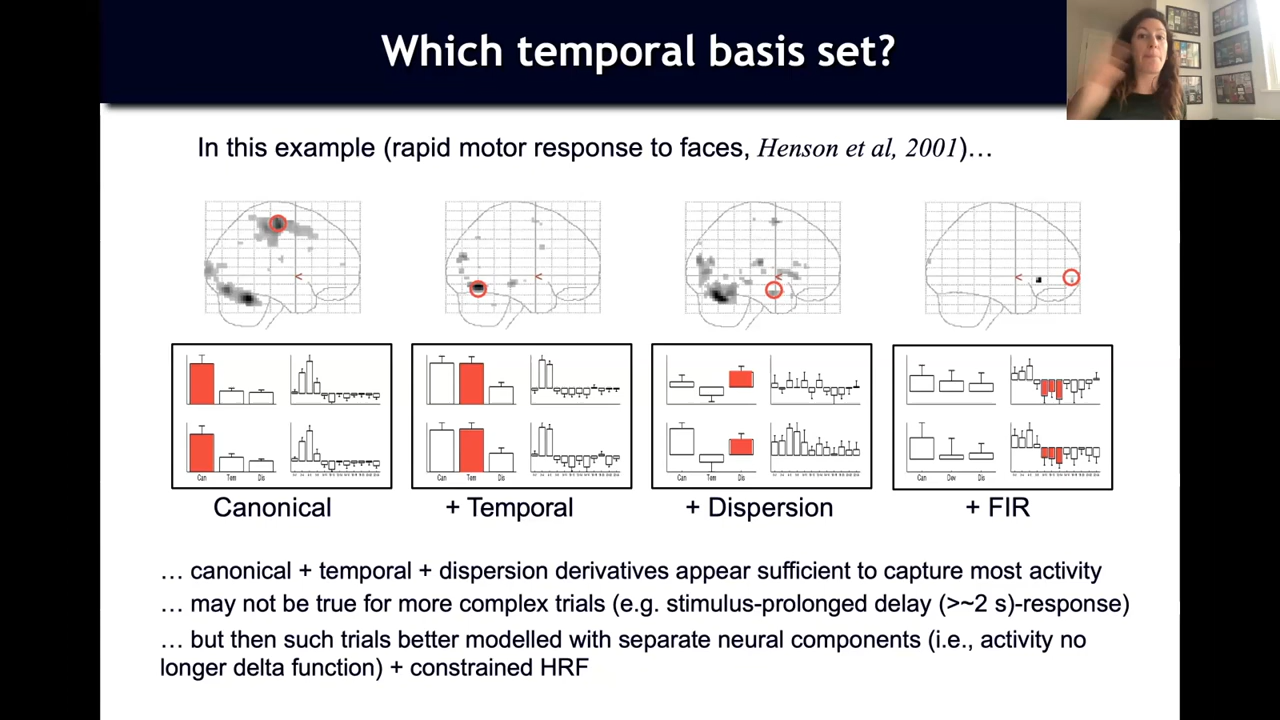 Which temporal basis set?
In this example (rapid motor response to faces, Henson et al, 2001)…
< < < <
Can Tem Dis Can Tem Dis Can Tem Dis Can Dev Dis
Canonical + Temporal + Dispersion + FIR
… canonical + temporal + dispersion derivatives appear sufficient to capture most activity
… may not be true for more complex trials (e.g. stimulus-prolonged delay (>~2 s)-response)
… but then such trials better modelled with separate neural components (i.e., activity no
longer delta function) + constrained HRF